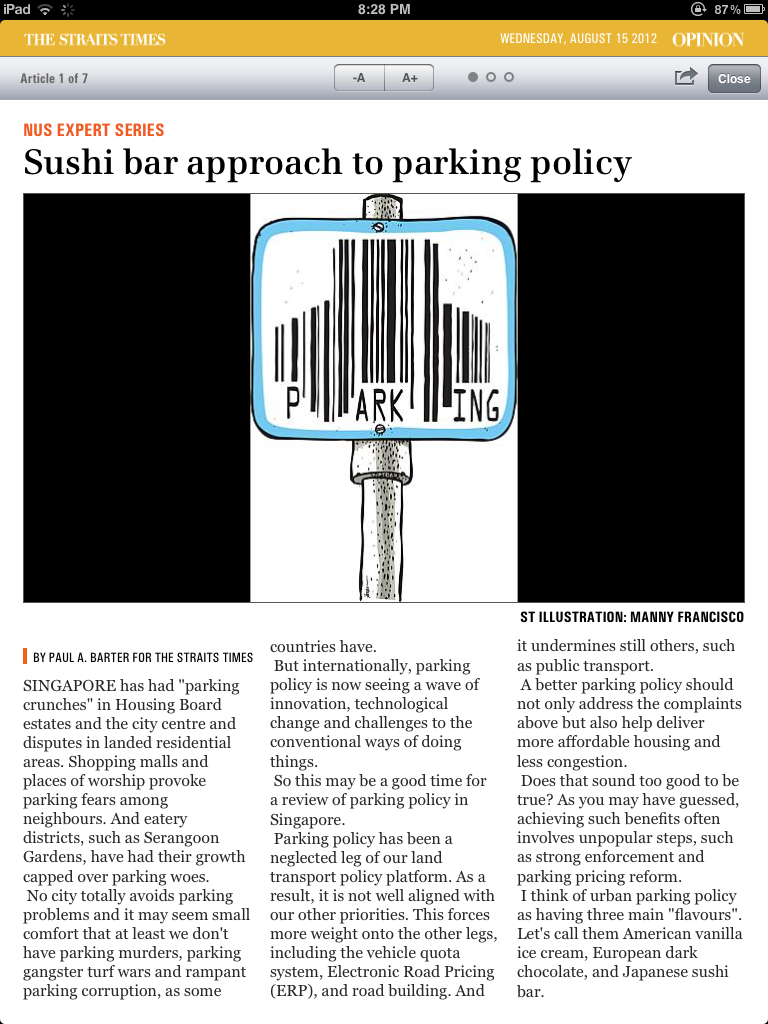 iPad 8:28 PM 87%
THE STRAITS TIMES WEDNESDAY, AUGUST 15 2012 OPINION
Article 1 of 7 -A A+ Close
NUS EXPERT SERIES
Sushi bar approach to parking policy
P ARK ING
ST ILLUSTRATION: MANNY FRANCISCO
BY PAUL A. BARTER FOR THE STRAITS TIMES
SINGAPORE has had "parking
crunches" in Housing Board
estates and the city centre and
disputes in landed residential
areas. Shopping malls and
places of worship provoke
parking fears among
neighbours. And eatery
districts, such as Serangoon
Gardens, have had their growth
capped over parking woes.
No city totally avoids parking
problems and it may seem small
comfort that at least we don't
have parking murders, parking
gangster turf wars and rampant
parking corruption, as some
countries have.
But internationally, parking
policy is now seeing a wave of
innovation, technological
change and challenges to the
conventional ways of doing
things.
So this may be a good time for
a review of parking policy in
Singapore.
Parking policy has been a
neglected leg of our land
transport policy platform. As a
result, it is not well aligned with
our other priorities. This forces
more weight onto the other legs,
including the vehicle quota
system, Electronic Road Pricing
(ERP), and road building. And
it undermines still others, such
as public transport.
A better parking policy should
not only address the complaints
above but also help deliver
more affordable housing and
less congestion.
Does that sound too good to be
true? As you may have guessed,
achieving such benefits often
involves unpopular steps, such
as strong enforcement and
parking pricing reform.
I think of urban parking policy
as having three main "flavours".
Let's call them American vanilla
ice cream, European dark
chocolate, and Japanese sushi
bar.